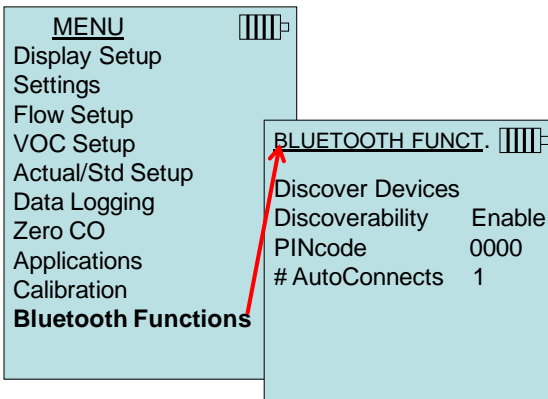 MENU
Display Setup
Settings
Flow Setup
VOC Setup
Actual/Std Setup
Data Logging
Zero CO
Applications
Calibration
Bluetooth Functions
BLUETOOTH FUNCT.
Discover Devices
Discoverability Enable
PINcode 0000
# AutoConnects 1